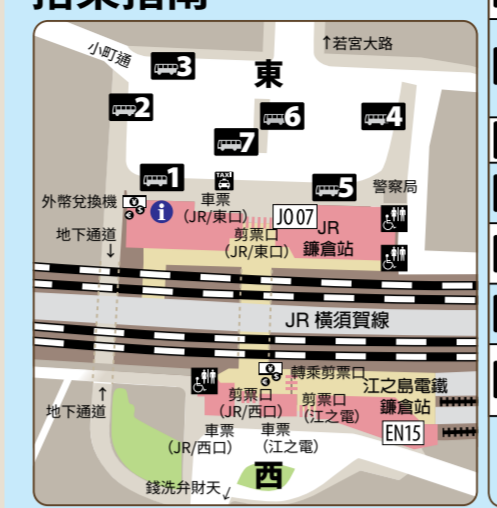 搭乘指南
小町通
↑若宮大路
東
3
2
6
4
7
1
TAXI
5
警察局
外幣兌換機
¥
$
€
i
車票
(JR/東口)
JO 07
JR
鎌倉站
地下通道
↓
剪票口
(JR/東口)
JR 橫須賀線
¥
$
€
轉乘剪票口
江之島電鐵
鎌倉站
↑
地下通道
剪票口
(JR/西口)
剪票口
(江之電)
EN15
車票
(JR/西口)
車票
(江之電)
西
錢洗弁財天↙